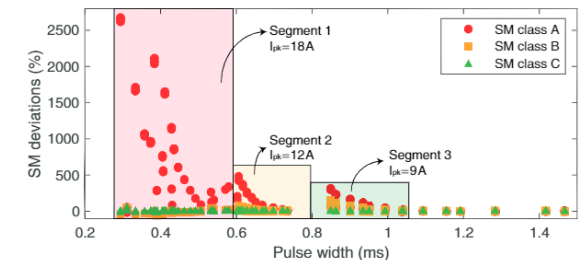 SM deviations (%)
2500
2000
1500
1000
500
0
0.2
0.4
0.6
0.8
1.0
1.2
1.4
Pulse width (ms)
Segment 1
Ipk=18A
Segment 2
Ipk=12A
Segment 3
Ipk=9A
SM class A
SM class B
SM class C